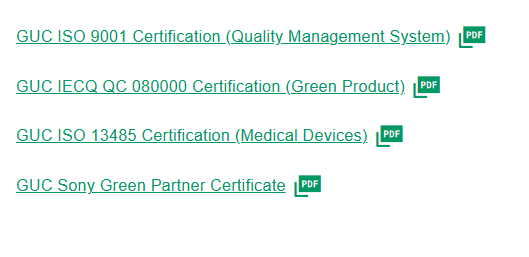 GUC ISO 9001 Certification (Quality Management System) PDF
GUC IECQ QC 080000 Certification (Green Product) PDF
GUC ISO 13485 Certification (Medical Devices) PDF
GUC Sony Green Partner Certificate PDF